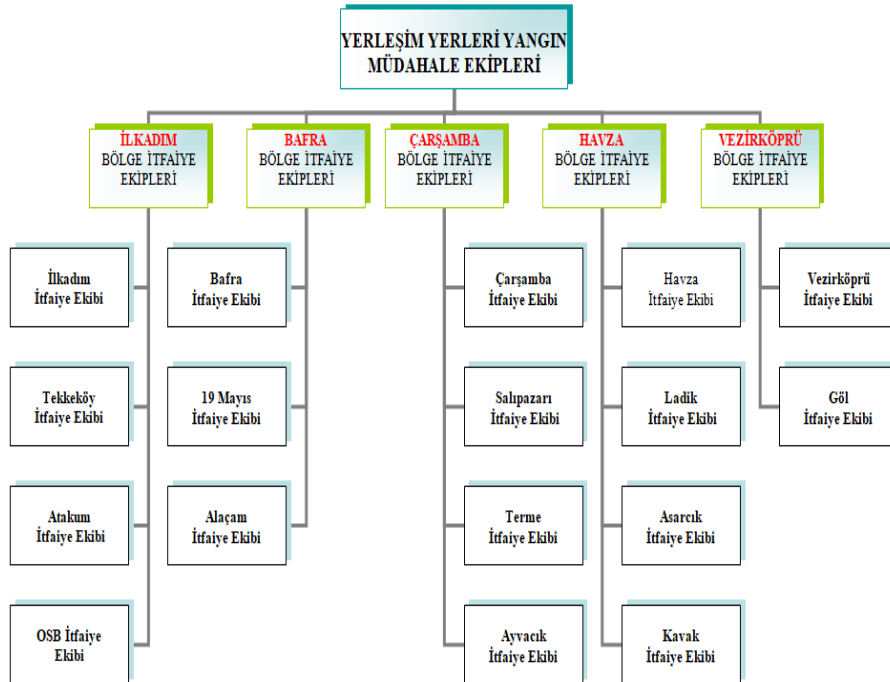 YERLEŞİM YERLERİ YANGIN
MÜDAHALE EKİPLERİ
İLKADIM
BÖLGE İTFAİYE
EKİPLERİ
BAFRA
BÖLGE İTFAİYE
EKİPLERİ
ÇARŞAMBA
BÖLGE İTFAİYE
EKİPLERİ
HAVZA
BÖLGE İTFAİYE
EKİPLERİ
VEZİRKÖPRÜ
BÖLGE İTFAİYE
EKİPLERİ
İlkadım
İtfaiye Ekibi
Tekkeköy
İtfaiye Ekibi
Atakum
İtfaiye Ekibi
OSB İtfaiye
Ekibi
Bafra
İtfaiye Ekibi
19 Mayıs
İtfaiye Ekibi
Alaçam
İtfaiye Ekibi
Çarşamba
İtfaiye Ekibi
Salıpazarı
İtfaiye Ekibi
Terme
İtfaiye Ekibi
Ayvacık
İtfaiye Ekibi
Havza
İtfaiye Ekibi
Ladik
İtfaiye Ekibi
Asarcık
İtfaiye Ekibi
Kavak
İtfaiye Ekibi
Vezirköprü
İtfaiye Ekibi
Göl
İtfaiye Ekibi